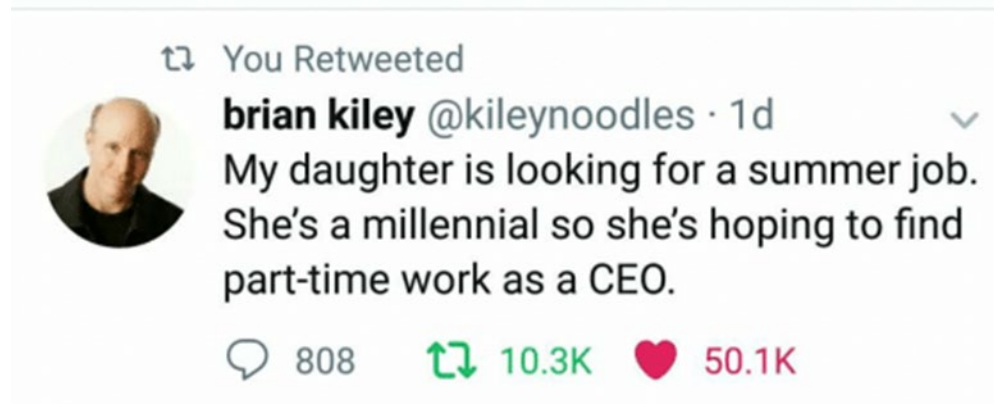 You Retweeted
brian kiley @kileynoodles · 1d
My daughter is looking for a summer job.
She's a millennial so she's hoping to find
part-time work as a CEO.
808 10.3K 50.1K